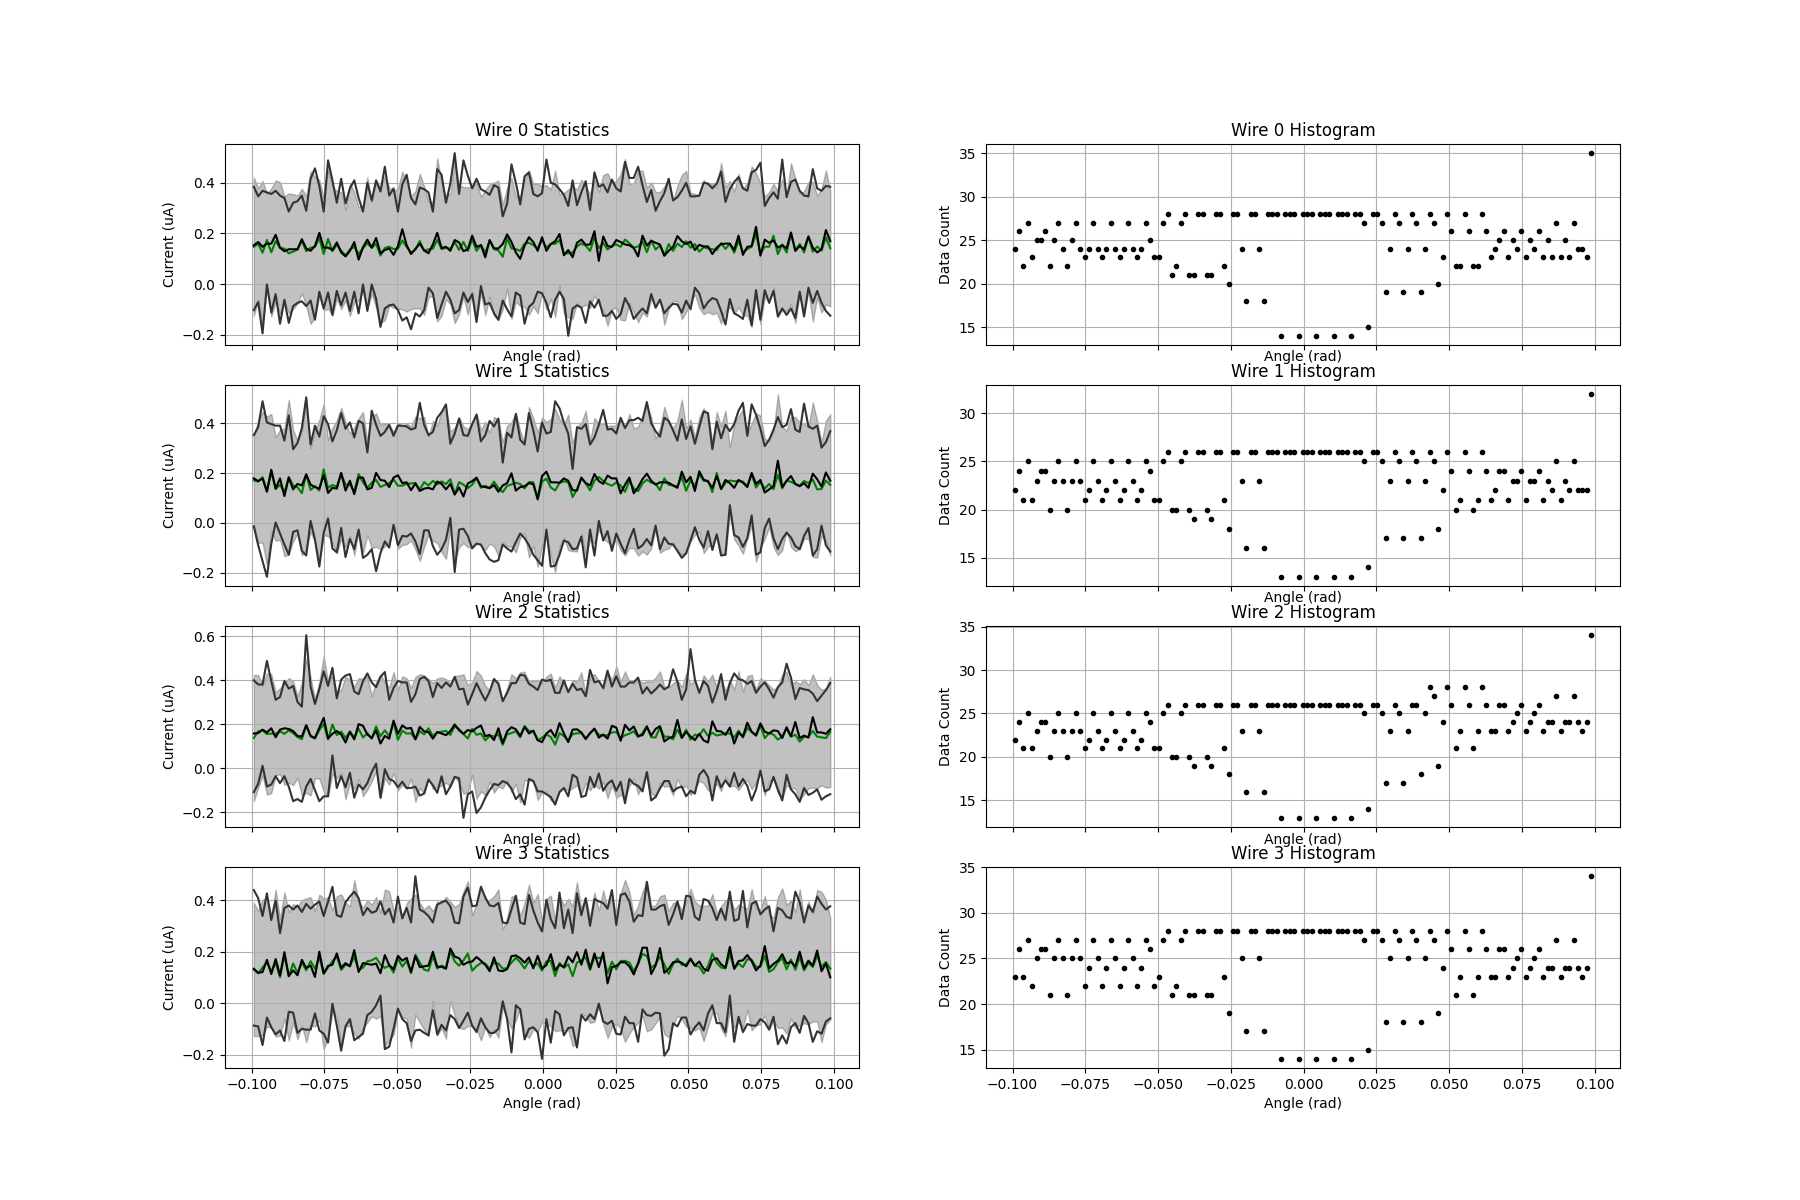 Wire 0 Statistics
Current (uA)
0.4
0.2
0.0
−0.2
Angle (rad)
Wire 0 Histogram
Data Count
35
30
25
20
15
Angle (rad)
Wire 1 Statistics
Current (uA)
0.4
0.2
0.0
−0.2
Angle (rad)
Wire 1 Histogram
Data Count
30
25
20
15
Angle (rad)
Wire 2 Statistics
Current (uA)
0.6
0.4
0.2
0.0
−0.2
Angle (rad)
Wire 2 Histogram
Data Count
35
30
25
20
15
Angle (rad)
Wire 3 Statistics
Current (uA)
0.4
0.2
0.0
−0.2
−0.100 −0.075 −0.050 −0.025 0.000 0.025 0.050 0.075 0.100
Angle (rad)
Wire 3 Histogram
Data Count
35
30
25
20
15
−0.100 −0.075 −0.050 −0.025 0.000 0.025 0.050 0.075 0.100
Angle (rad)